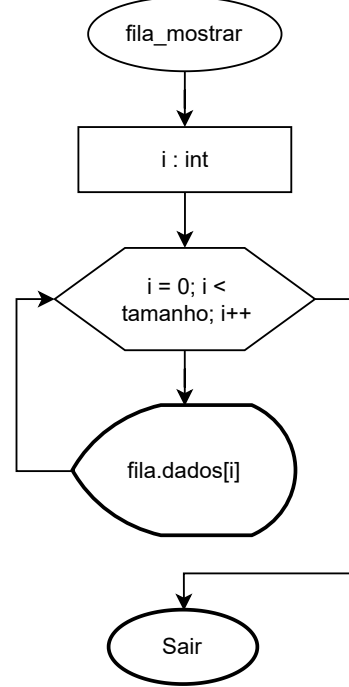 fila_mostrar
i : int
i = 0; i <
tamanho; i++
fila.dados[i]
Sair